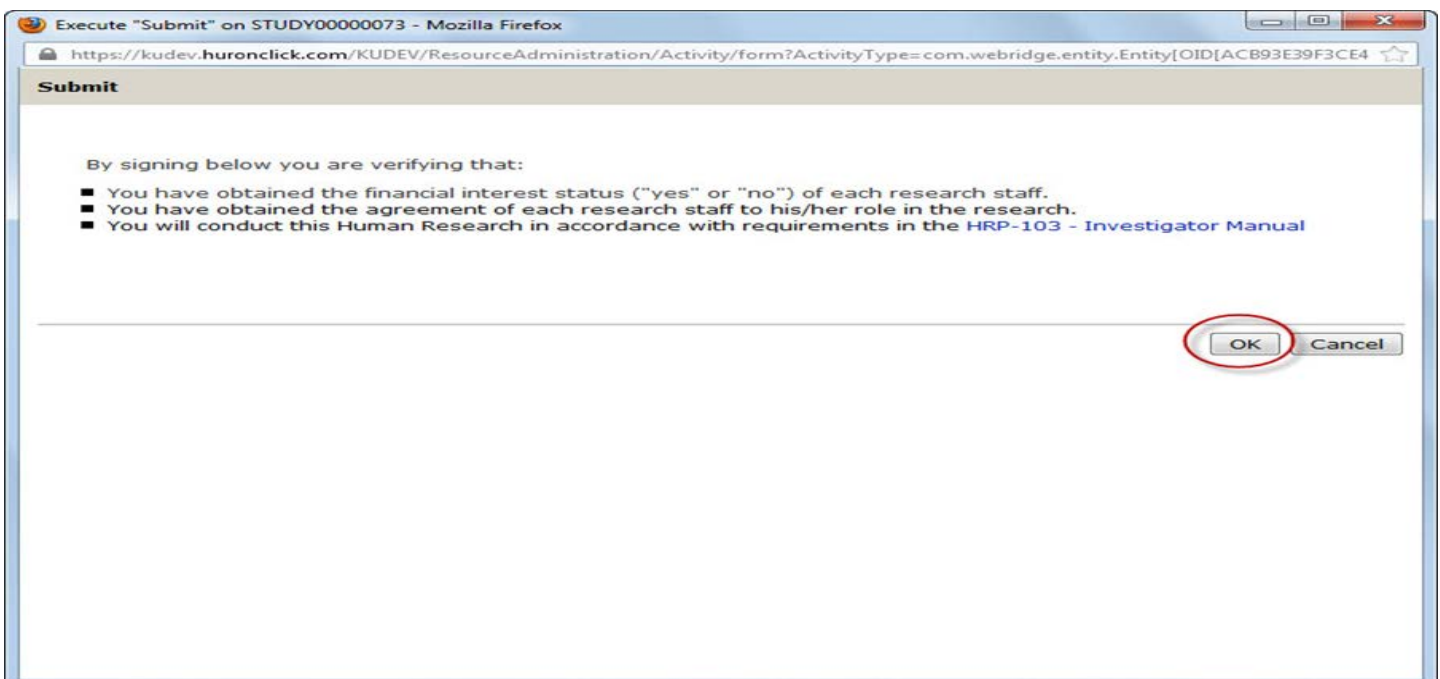 Execute "Submit" on STUDY00000073 - Mozilla Firefox
https://kudev.huronclick.com/KUDEV/ResourceAdministration/Activity/form?ActivityType=com.webridge.entity.Entity[OID[ACB93E39F3CE4
Submit
By signing below you are verifying that:
■ You have obtained the financial interest status ("yes" or "no") of each research staff.
■ You have obtained the agreement of each research staff to his/her role in the research.
■ You will conduct this Human Research in accordance with requirements in the HRP-103 - Investigator Manual
OK Cancel